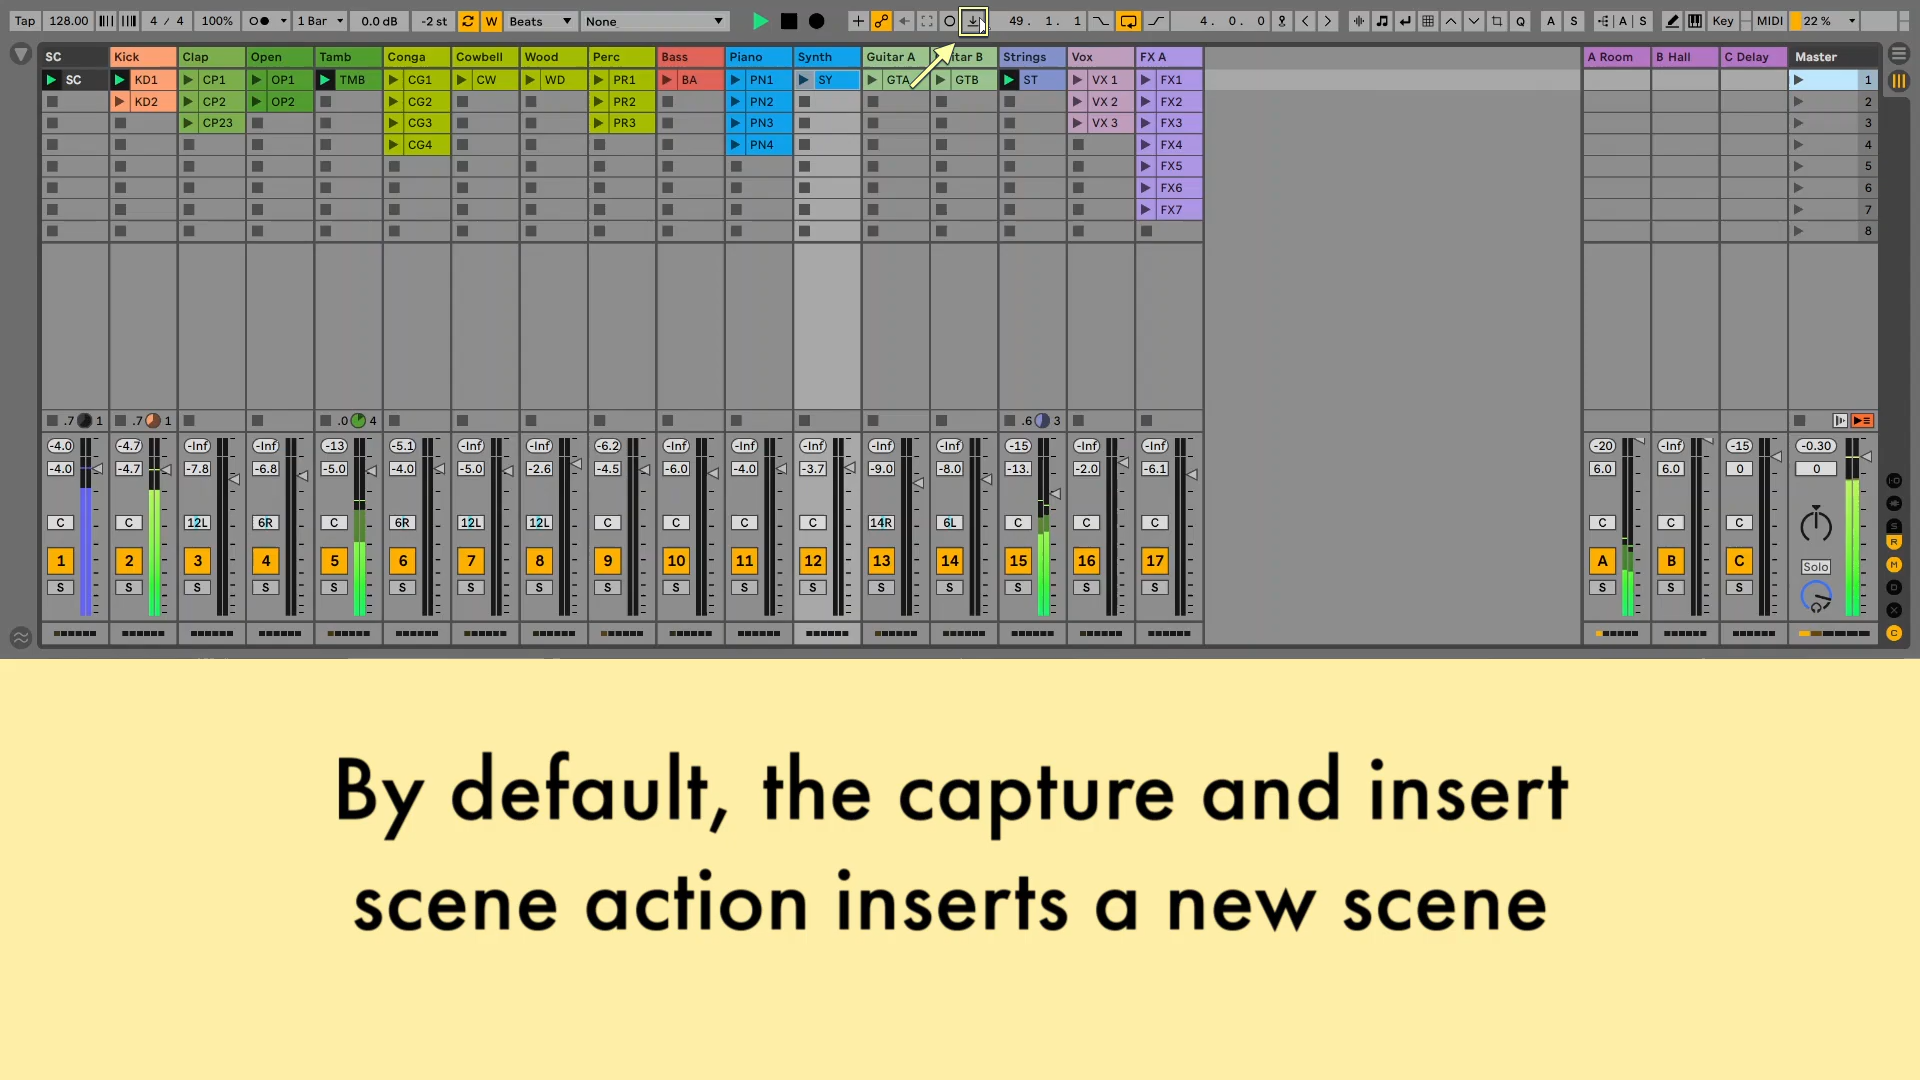 Tap 128.00 4 / 4 100% 1 Bar 0.0 dB -2 st W Beats None 49. 1. 1 4. 0. 0 Q A S A S Key MIDI 22 %
SC Kick Clap Open Tamb Conga Cowbell Wood Perc Bass Piano Synth Guitar A itar B Strings Vox FX A A Room B Hall C Delay Master
SC KD1 CP1 OP1 TMB CG1 CW WD PR1 BA PN1 SY GTA GTB ST VX 1 FX1 1
KD2 CP2 OP2 CG2 PR2 PN2 VX 2 FX2 2
CP23 CG3 PR3 PN3 VX 3 FX3 3
CG4 PN4 FX4 4
FX5 5
FX6 6
FX7 7
8
.7 1 .7 1 .0 4 .6 3
-4.0 -4.7 -Inf -Inf -13 -5.1 -Inf -Inf -6.2 -Inf -Inf -Inf -Inf -Inf -15 -Inf -Inf -20 -Inf -15 -0.30
-4.0 -4.7 -7.8 -6.8 -5.0 -4.0 -5.0 -2.6 -4.5 -6.0 -4.0 -3.7 -9.0 -8.0 -13. -2.0 -6.1 6.0 6.0 0 0
C C 12L 6R C 6R 12L 12L C C C C 14R 6L C C C C C C
1 2 3 4 5 6 7 8 9 10 11 12 13 14 15 16 17 A B C Solo
S S S S S S S S S S S S S S S S S S S S
S
R
M
D
X
C
By default, the capture and insert
scene action inserts a new scene